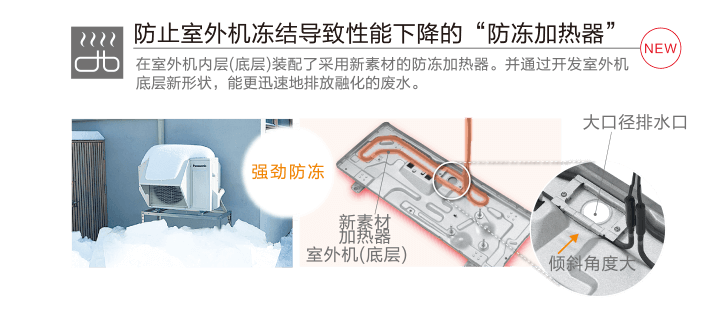 防止室外机冻结导致性能下降的“防冻加热器”
NEW
在室外机内层(底层)装配了采用新素材的防冻加热器。并通过开发室外机
底层新形状，能更迅速地排放融化的废水。
大口径排水口
Panasonic
强劲防冻
新素材
加热器
室外机(底层)
倾斜角度大